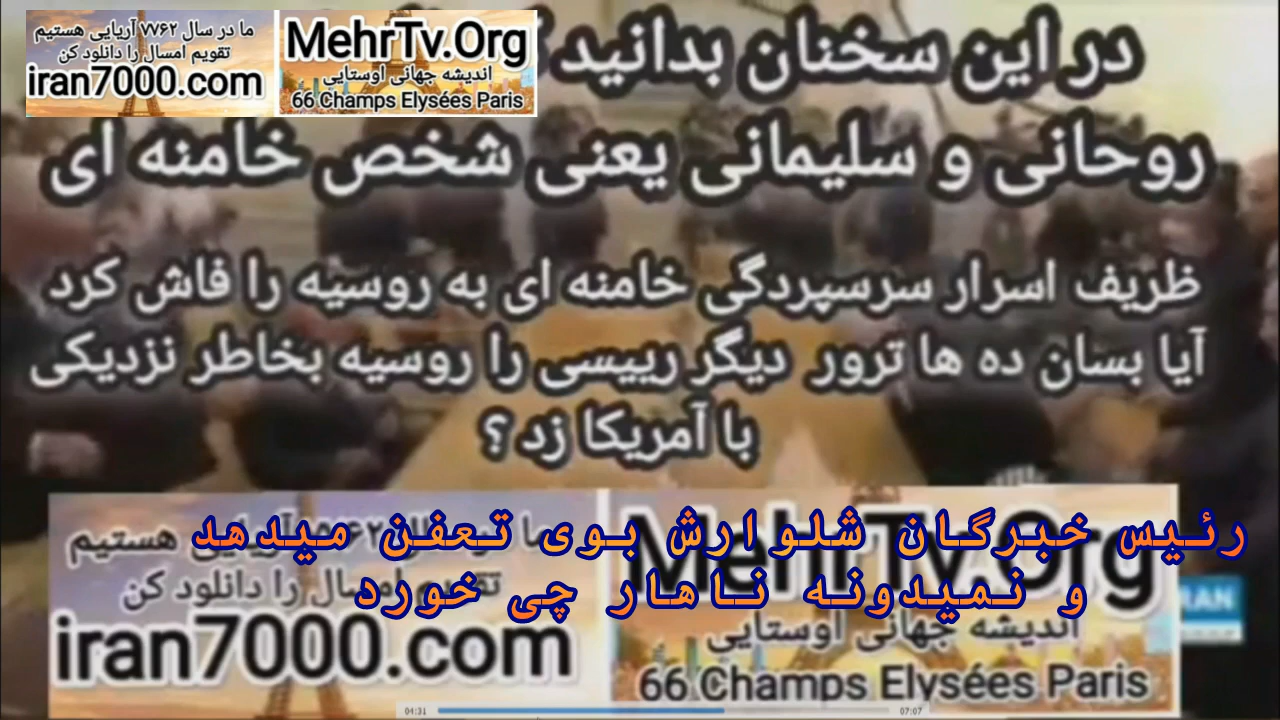 ما در سال ۷۷۶۲ آریایی هستیم
تقویم امسال را دانلود کن
iran7000.com
MehrTv.Org
اندیشه جهانی اوستایی
66 Champs Elysées Paris
در این سخنان بدانید
روحانی و سلیمانی یعنی شخص خامنه ای
ظریف اسرار سرسپردگی خامنه ای به روسیه را فاش کرد
آیا بسان ده ها ترور دیگر رییسی را روسیه بخاطر نزدیکی
با آمریکا زد ؟
رئیس خبرگان شلوارش بوی تعفن میدهد
و نمیدونه ناهار چی خورد
ما ۶۲ آریایی هستیم
تقویم امسال را دانلود کن
iran7000.com
MehrTv.Org
اندیشه جهانی اوستایی
66 Champs Elysées Paris
RAN
04:31
07:07